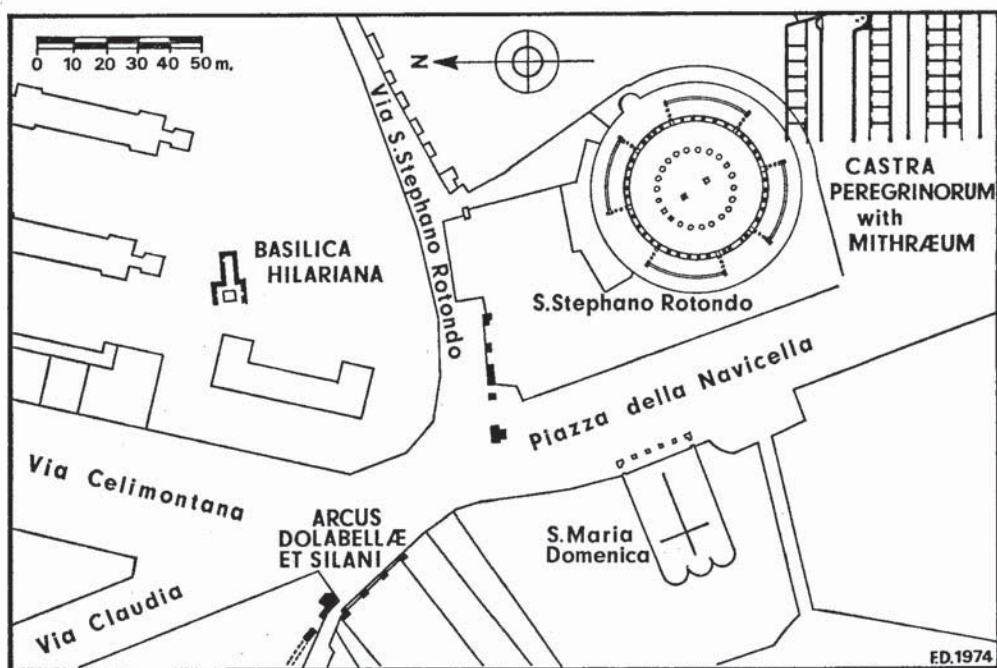 0 10 20 30 40 50 m.
N
Via S.Stephano Rotondo
CASTRA
PEREGRINORUM
with
MITHRÆUM
BASILICA
HILARIANA
S.Stephano Rotondo
Piazza della Navicella
Via Celimontana
ARCUS
DOLABELLÆ
ET SILANI
S.Maria
Domenica
Via Claudia
F.D.1974